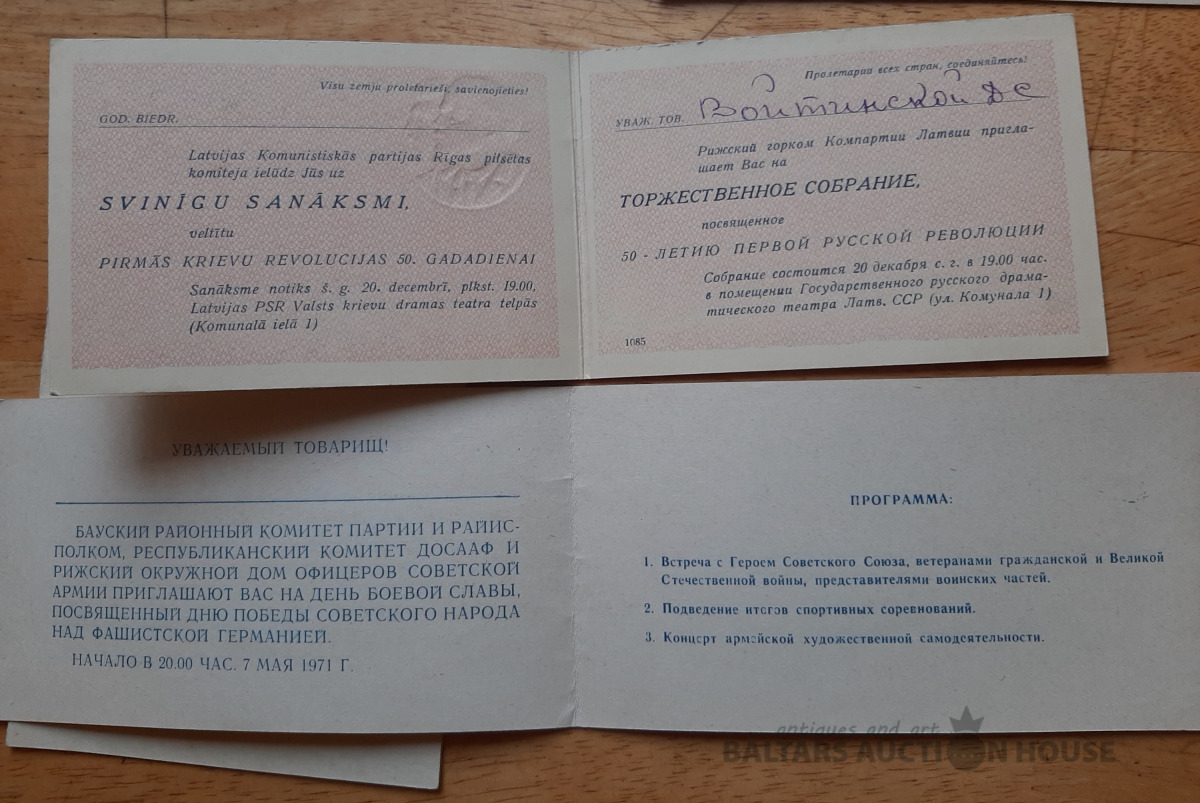 Visu zemju proletarieši, savienojieties!
GOD. BIEDR.
Latvijas Komunistiskās partijas Rīgas pilsētas
komiteja ielūdz Jūs uz
SVINĪGU SANĀKSMI,
veltītu
PIRMĀS KRIEVU REVOLUCIJAS 50. GADADIENAI
Sanāksme notiks š. g. 20. decembrī, plkst. 19.00,
Latvijas PSR Valsts krievu dramas teatra telpās
(Komunalā ielā 1)
Пролетарии всех стран, соединяйтесь!
УВАЖ. ТОВ. Войтинской Д С
Рижский горком Компартии Латвии пригла-
шает Вас на
ТОРЖЕСТВЕННОЕ СОБРАНИЕ,
посвященное
50 - ЛЕТИЮ ПЕРВОЙ РУССКОЙ РЕВОЛЮЦИИ
Собрание состоится 20 декабря с. г. в 19.00 час.
в помещении Государственного русского драма-
тического театра Латв. ССР (ул. Комунала 1)
1085
УВАЖАЕМЫЙ ТОВАРИЩ!
БАУСКИЙ РАЙОННЫЙ КОМИТЕТ ПАРТИИ И РАЙИС-
ПОЛКОМ, РЕСПУБЛИКАНСКИЙ КОМИТЕТ ДОСААФ И
РИЖСКИЙ ОКРУЖНОЙ ДОМ ОФИЦЕРОВ СОВЕТСКОЙ
АРМИИ ПРИГЛАШАЮТ ВАС НА ДЕНЬ БОЕВОЙ СЛАВЫ,
ПОСВЯЩЕННЫЙ ДНЮ ПОБЕДЫ СОВЕТСКОГО НАРОДА
НАД ФАШИСТСКОЙ ГЕРМАНИЕЙ.
НАЧАЛО В 20.00 ЧАС. 7 МАЯ 1971 Г.
ПРОГРАММА:
1. Встреча с Героем Советского Союза, ветеранами гражданской и Великой
Отечественной войны, представителями воинских частей.
2. Подведение итогов спортивных соревнований.
3. Концерт армейской художественной самодеятельности.
antiques and art
BALTARS AUCTION HOUSE